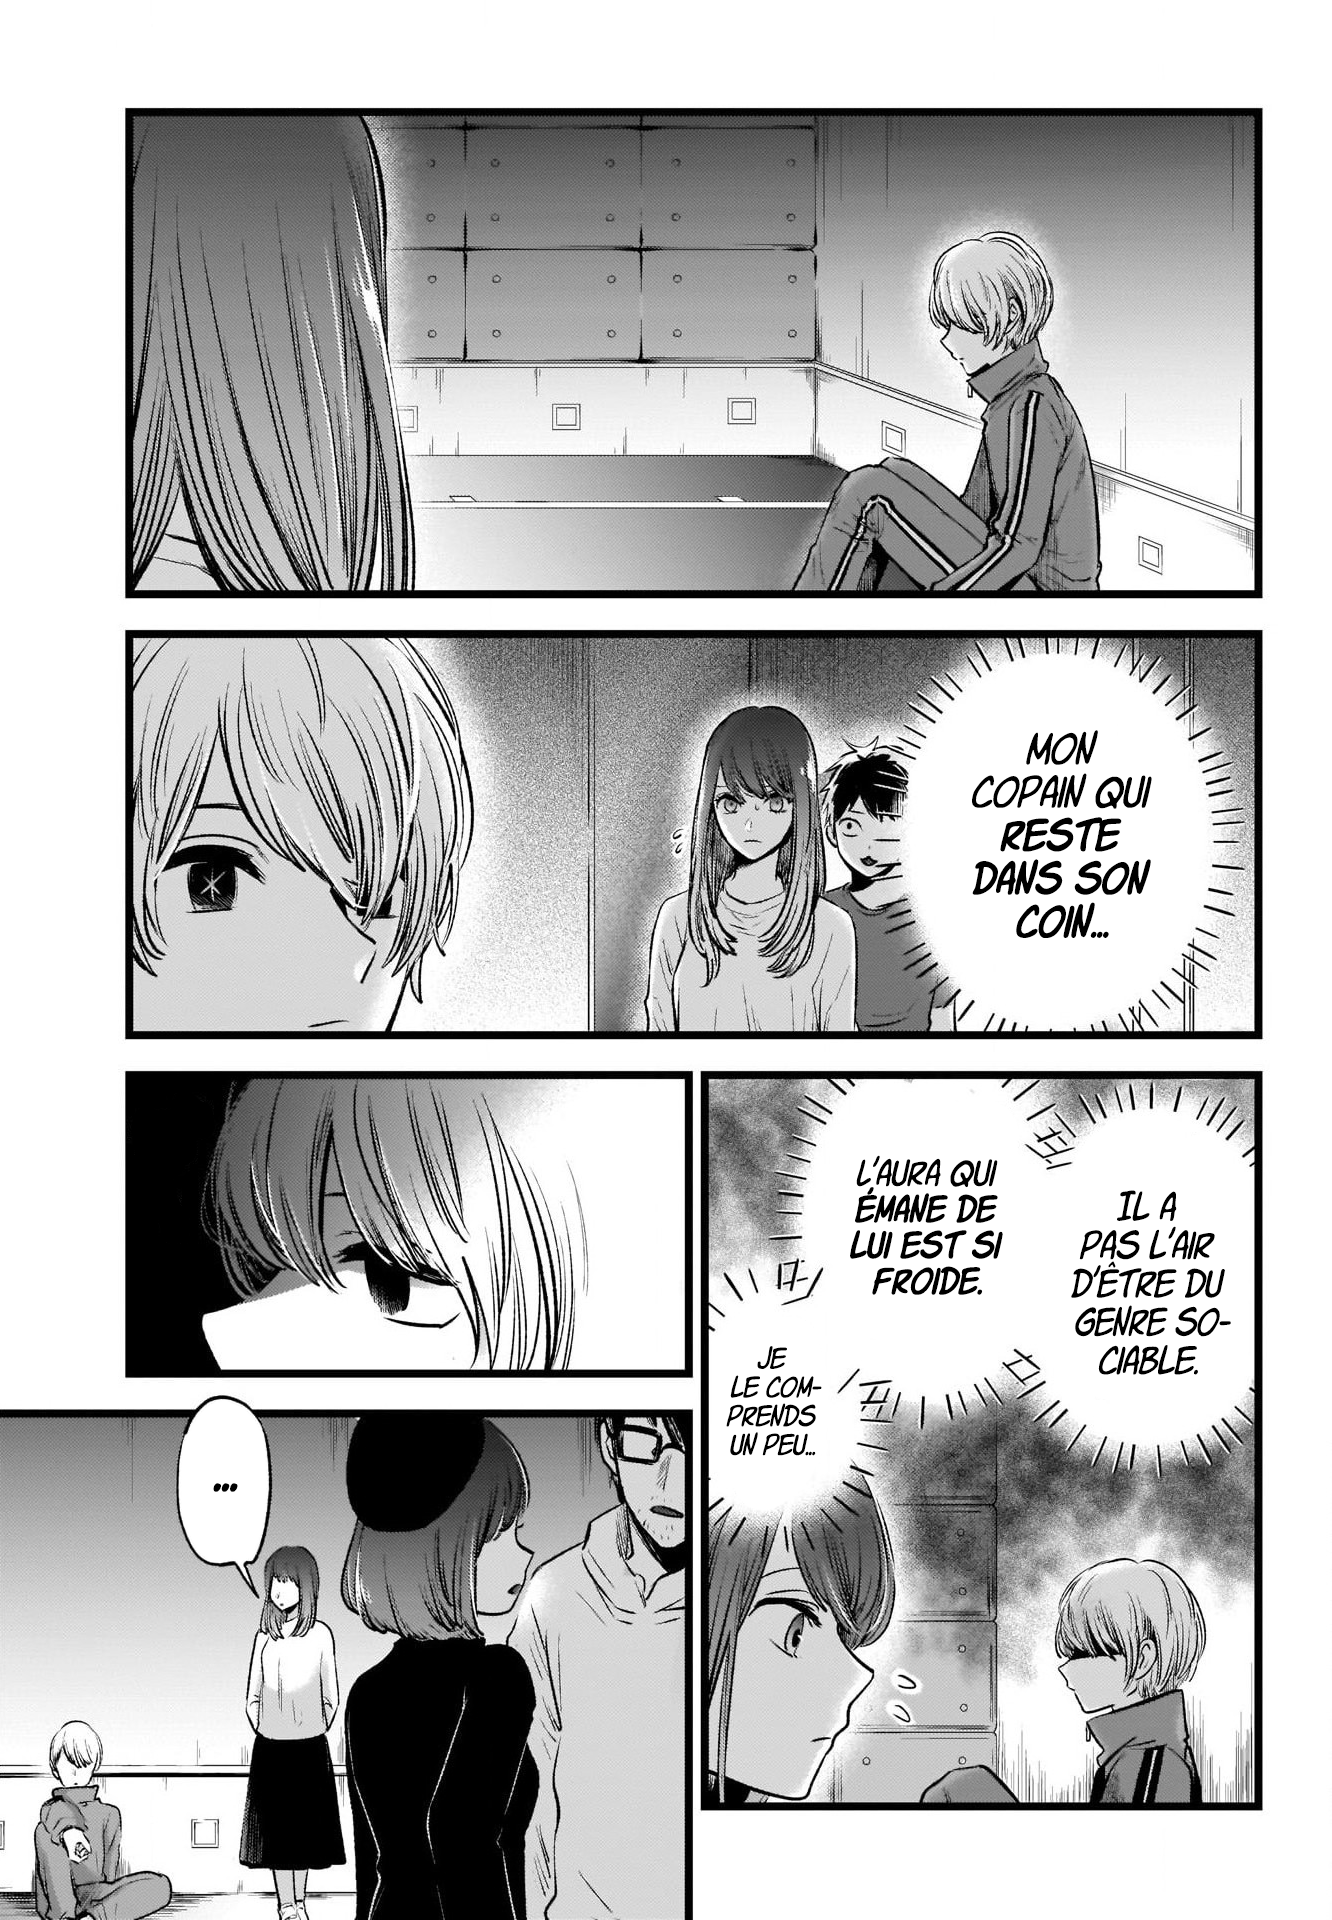 MON
COPAIN QUI
RESTE
DANS SON
COIN...
IL A
PAS L'AIR
D'ÊTRE DU
GENRE SO-
CIABLE.
L'AURA QUI
ÉMANE DE
LUI EST SI
FROIDE.
JE
LE COM-
PRENDS
UN PEU...
...